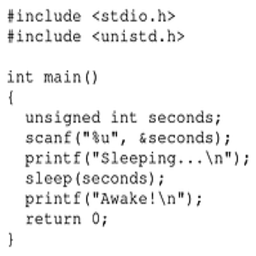 #include <stdio.h>
#include <unistd.h>
int main()
{
unsigned int seconds;
scanf("%u", &seconds);
printf("Sleeping...\n");
sleep(seconds);
printf("Awake!\n");
return 0;
}